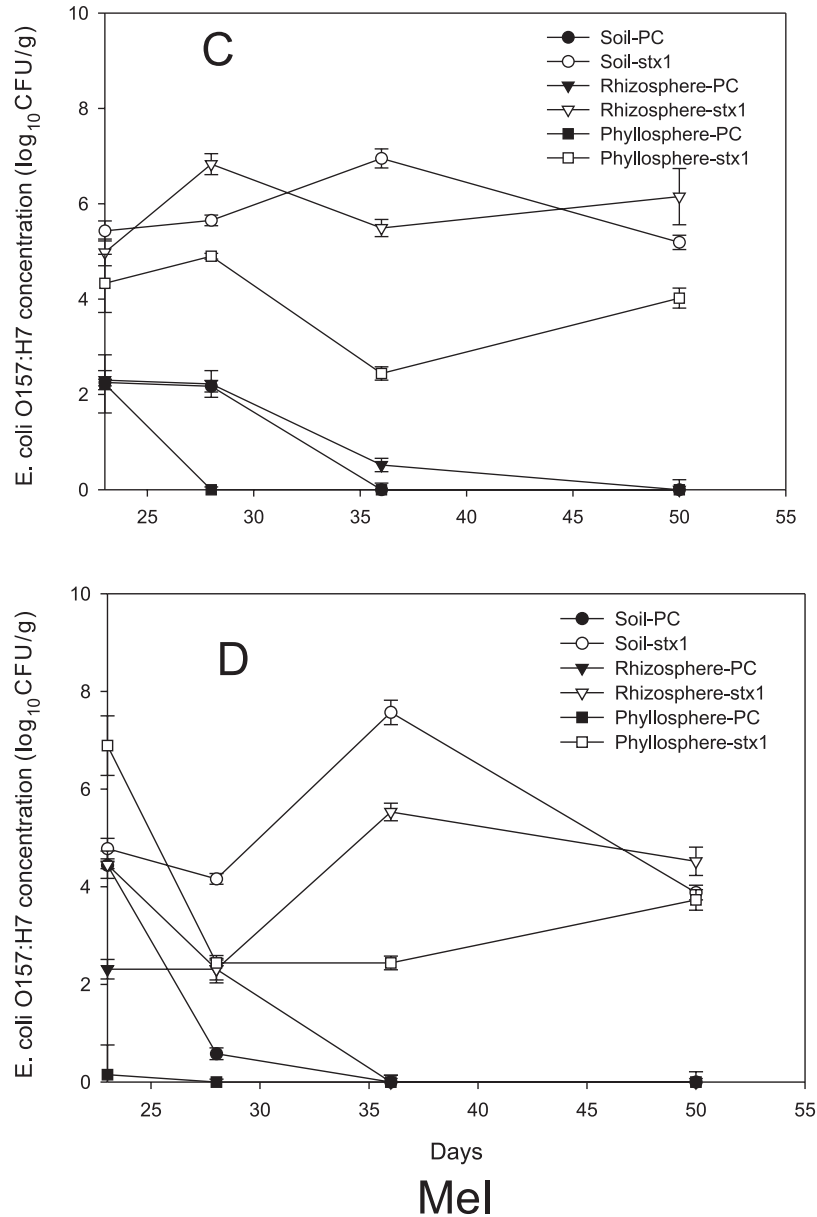 10
8
6
4
2
0
E. coli O157:H7 concentration (log₁₀CFU/g)
C
Soil-PC
Soil-stx1
Rhizosphere-PC
Rhizosphere-stx1
Phyllosphere-PC
Phyllosphere-stx1
25 30 35 40 45 50 55
10
8
6
4
2
0
E. coli O157:H7 concentration (log₁₀CFU/g)
D
Soil-PC
Soil-stx1
Rhizosphere-PC
Rhizosphere-stx1
Phyllosphere-PC
Phyllosphere-stx1
25 30 35 40 45 50 55
Days
Mel